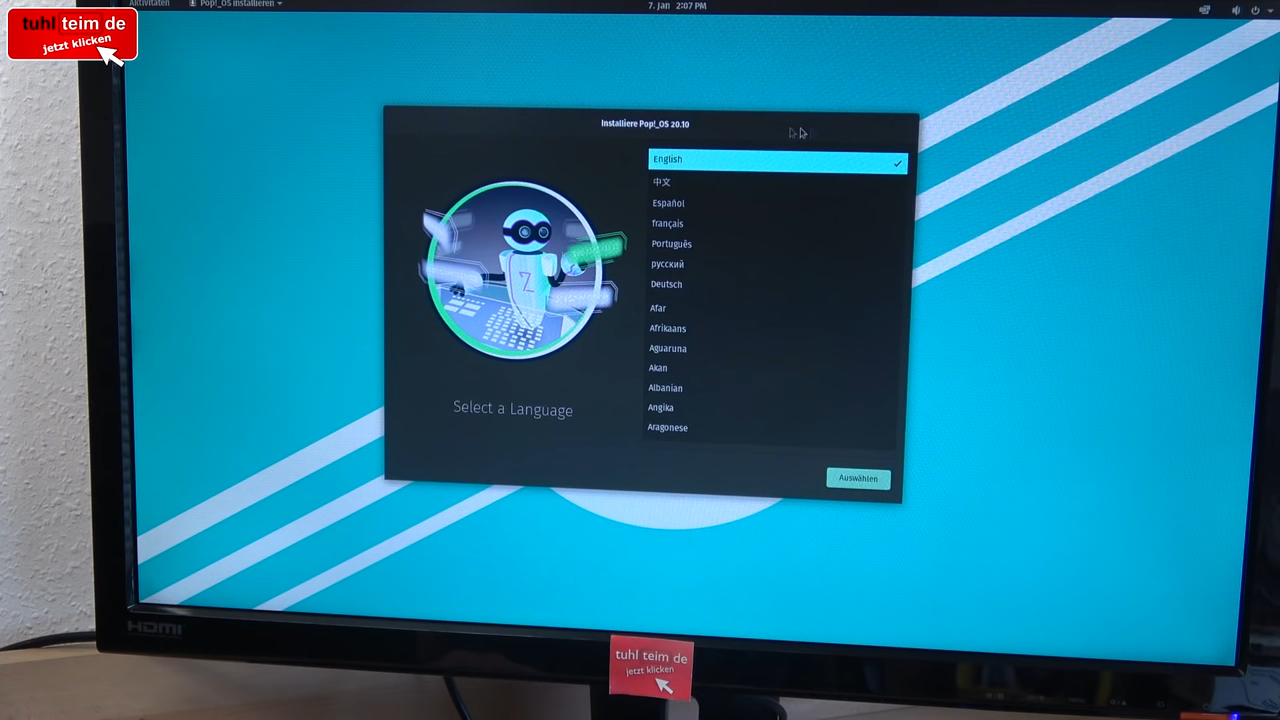 Aktivitäten
Pop!_OS installieren
7. Jan 2:07 PM
tuhl teim de
jetzt klicken
Installiere Pop!_OS 20.10
English
中文
Español
français
Português
русский
Deutsch
Afar
Afrikaans
Aguaruna
Akan
Albanian
Angika
Aragonese
Select a Language
Auswählen
HDMI
tuhl teim de
jetzt klicken